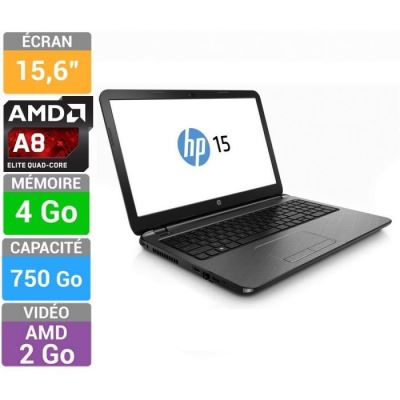 ÉCRAN
15,6"
AMD
A8
ELITE QUAD-CORE
MÉMOIRE
4 Go
CAPACITÉ
750 Go
VIDÉO
AMD
2 Go
hp 15